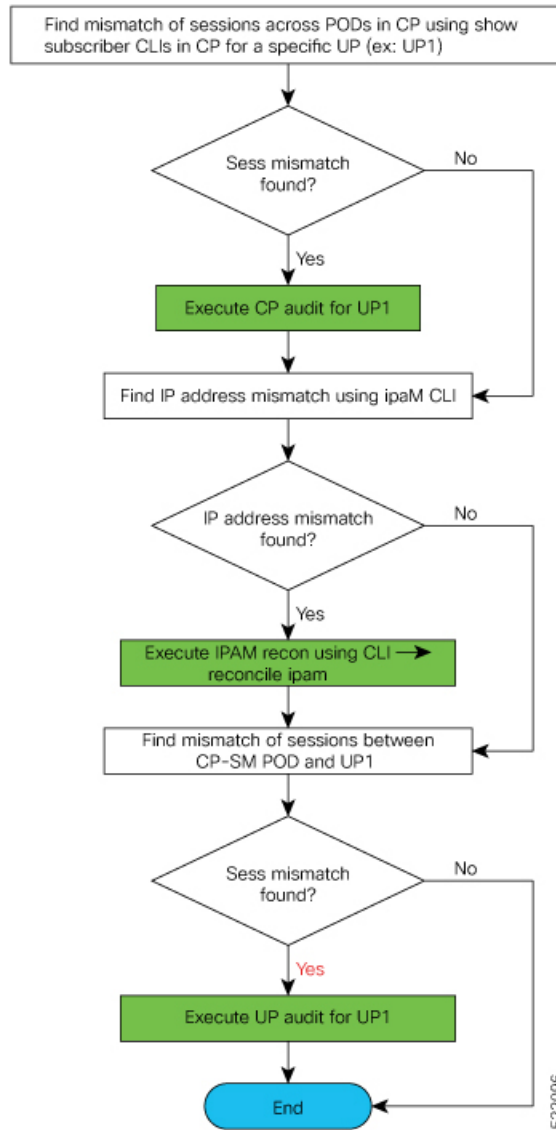 Find mismatch of sessions across PODs in CP using show
subscriber CLIs in CP for a specific UP (ex: UP1)
Sess mismatch
found?
No
Yes
Execute CP audit for UP1
Find IP address mismatch using ipaM CLI
IP address mismatch
found?
No
Yes
Execute IPAM recon using CLI →
reconcile ipam
Find mismatch of sessions between
CP-SM POD and UP1
Sess mismatch
found?
No
Yes
Execute UP audit for UP1
End